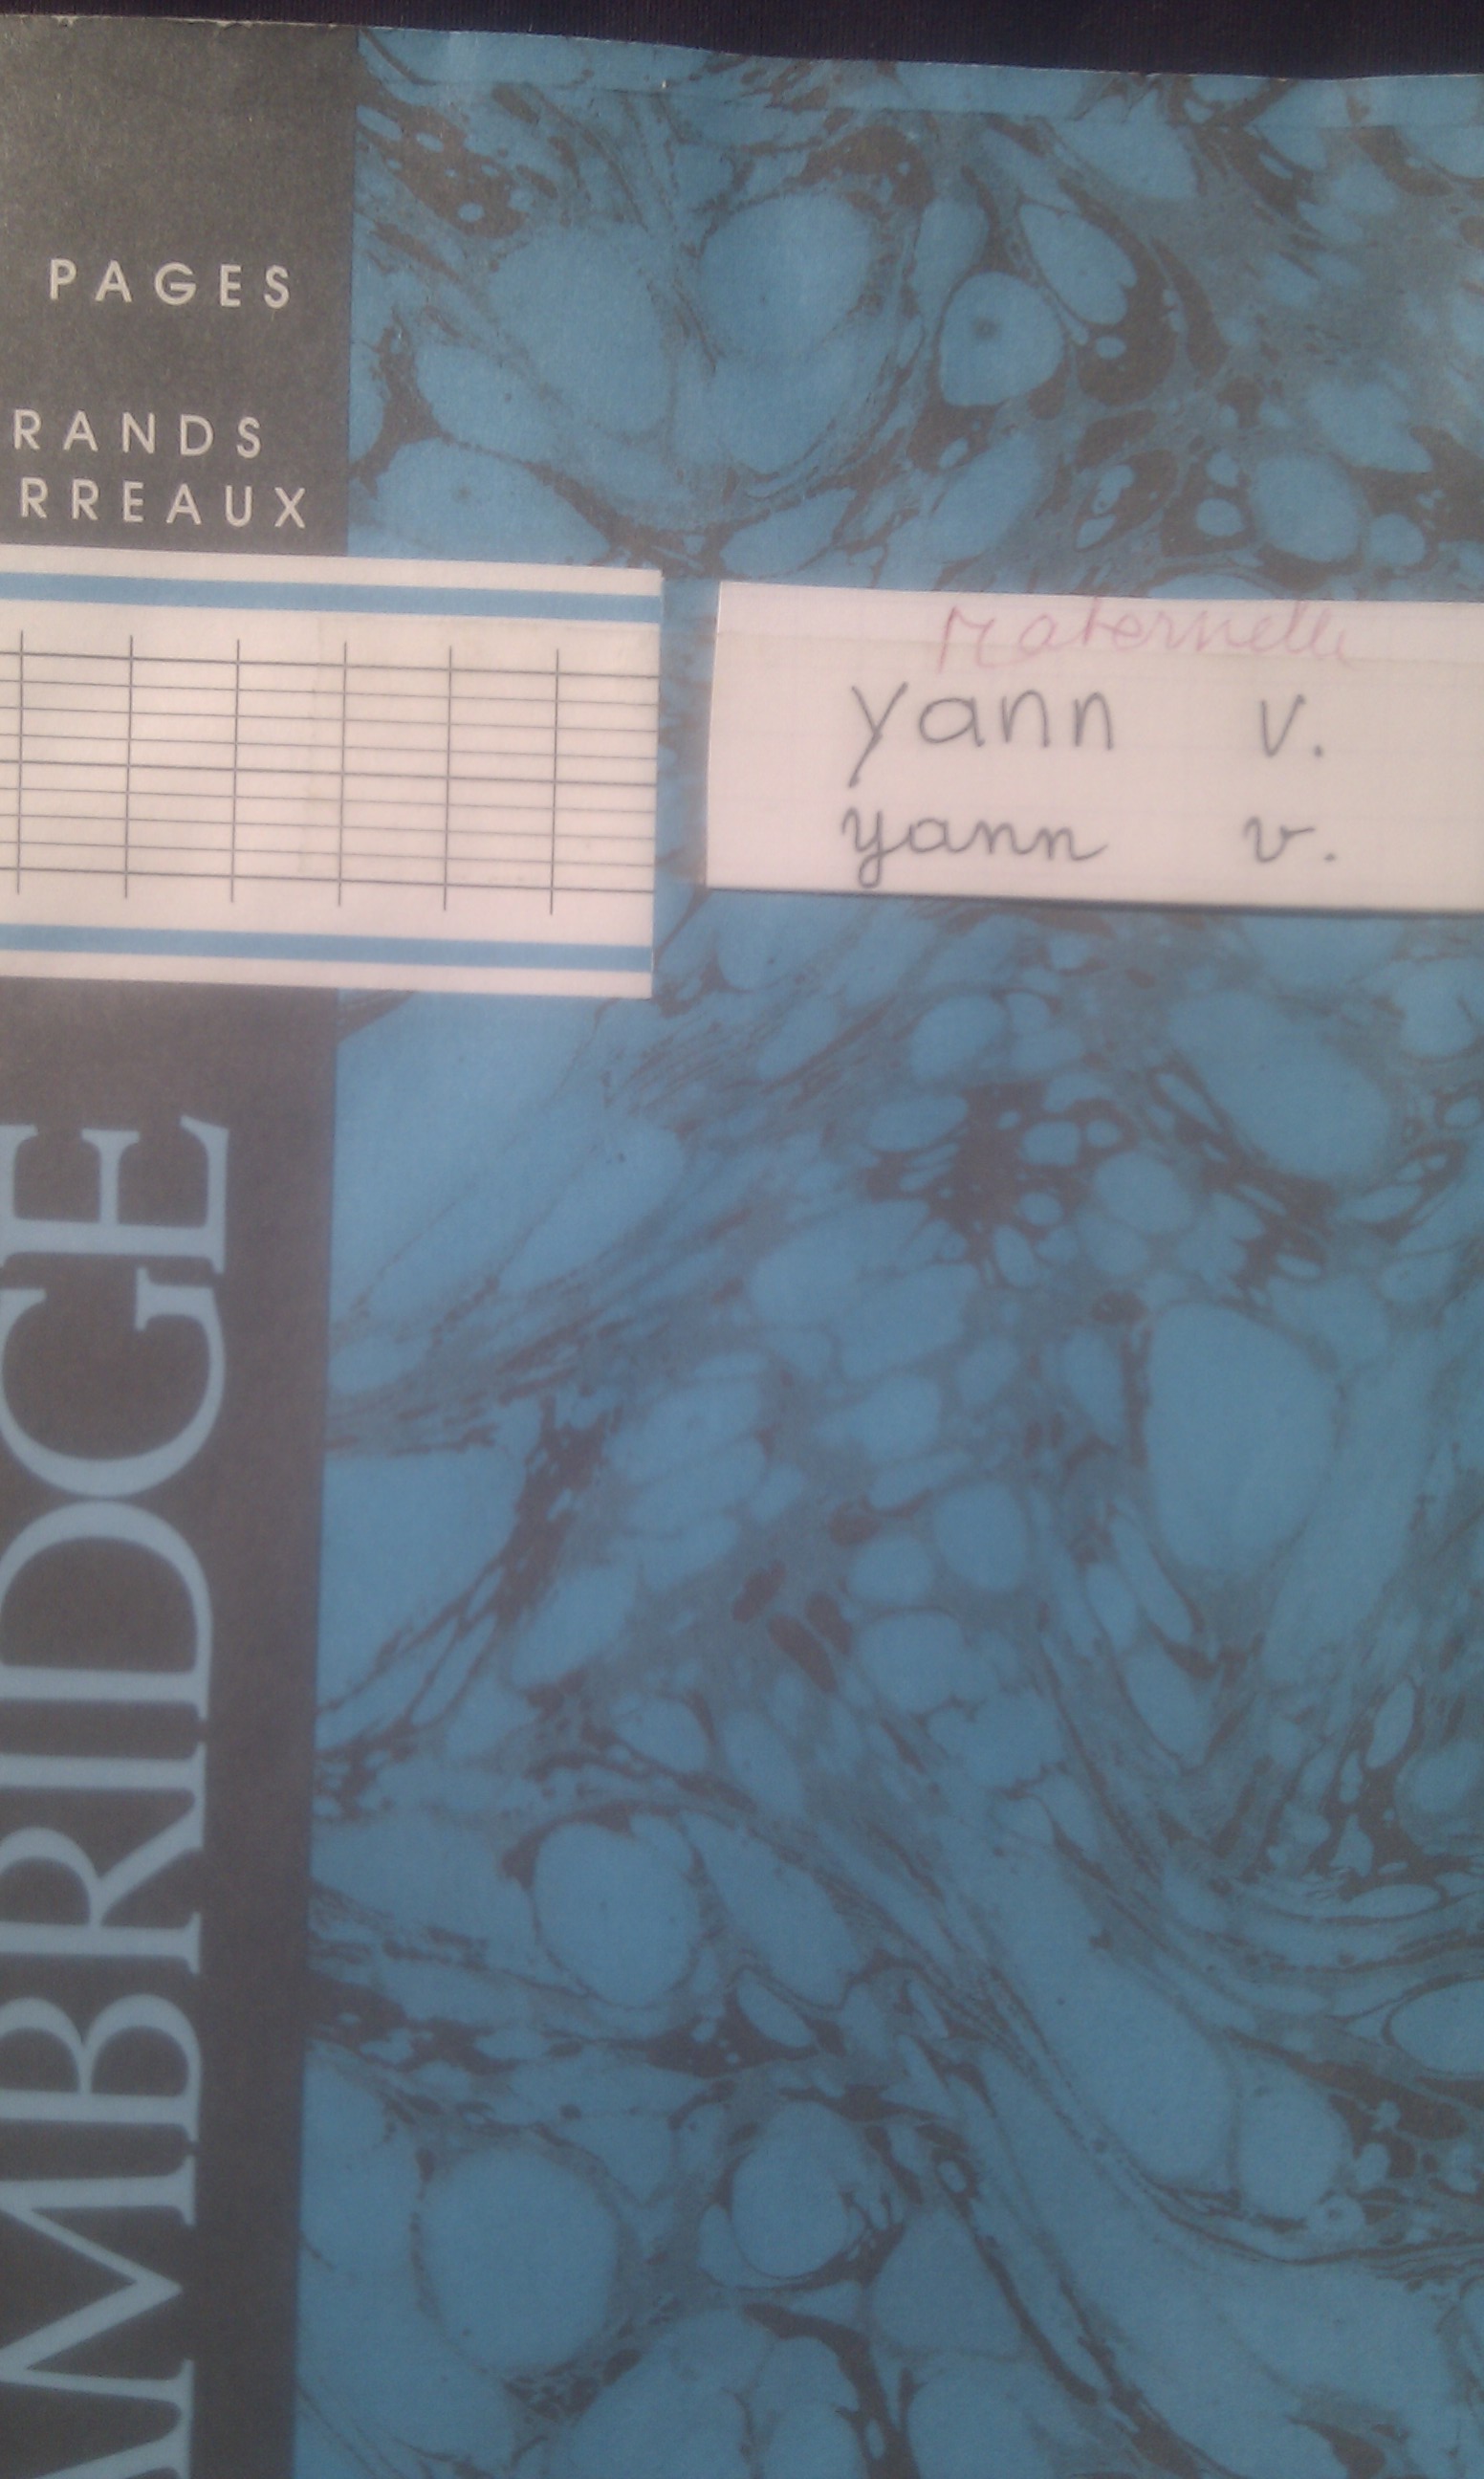 PAGES
RANDS
RREAUX
Maternelle
yann v.
yann v.
MBRIDGE